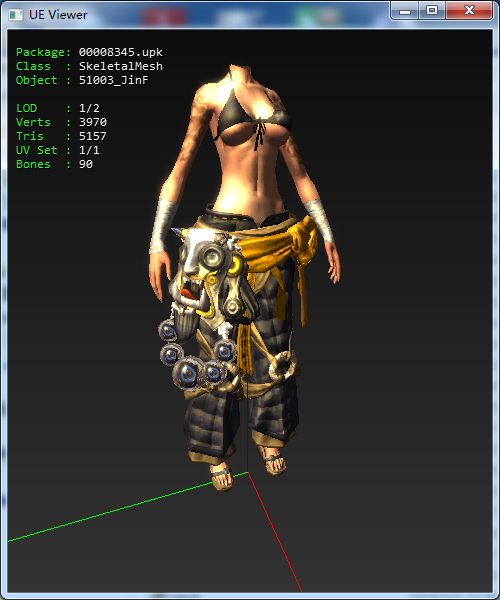 UE Viewer
Package: 00008345.upk
Class : SkeletalMesh
Object : 51003_JinF
LOD : 1/2
Verts : 3970
Tris : 5157
UV Set : 1/1
Bones : 90